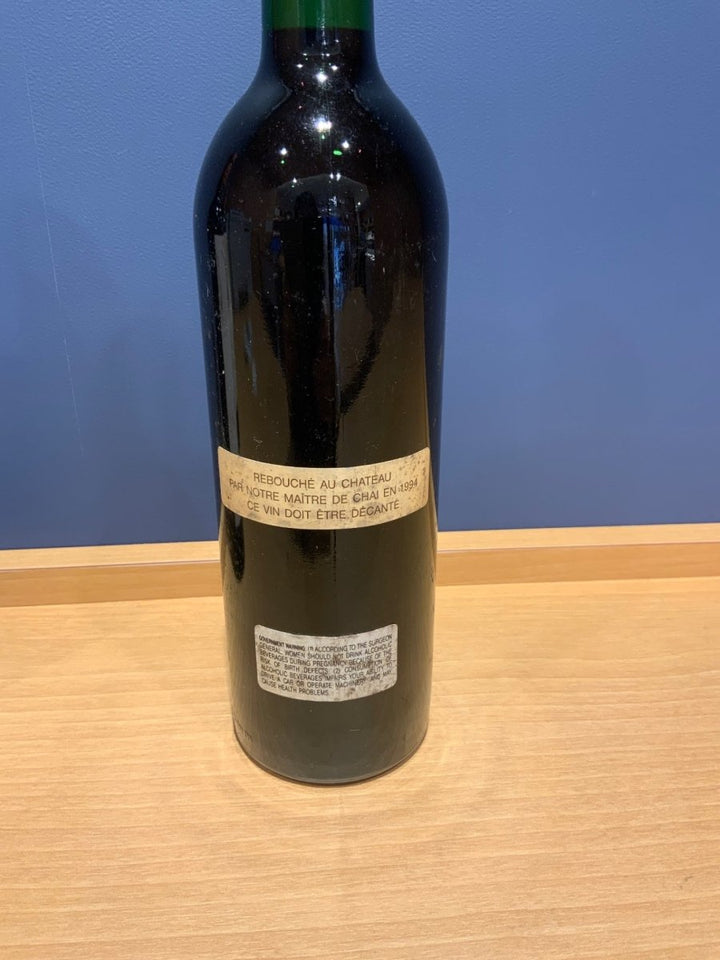 REBOUCHÉ AU CHATEAU
PAR NOTRE MAÎTRE DE CHAI EN 1994
CE VIN DOIT ÊTRE DÉCANTÉ
GOVERNMENT WARNING: (1) ACCORDING TO THE SURGEON
GENERAL, WOMEN SHOULD NOT DRINK ALCOHOLIC
BEVERAGES DURING PREGNANCY BECAUSE OF THE
RISK OF BIRTH DEFECTS. (2) CONSUMPTION OF
ALCOHOLIC BEVERAGES IMPAIRS YOUR ABILITY TO
DRIVE A CAR OR OPERATE MACHINERY AND MAY
CAUSE HEALTH PROBLEMS.